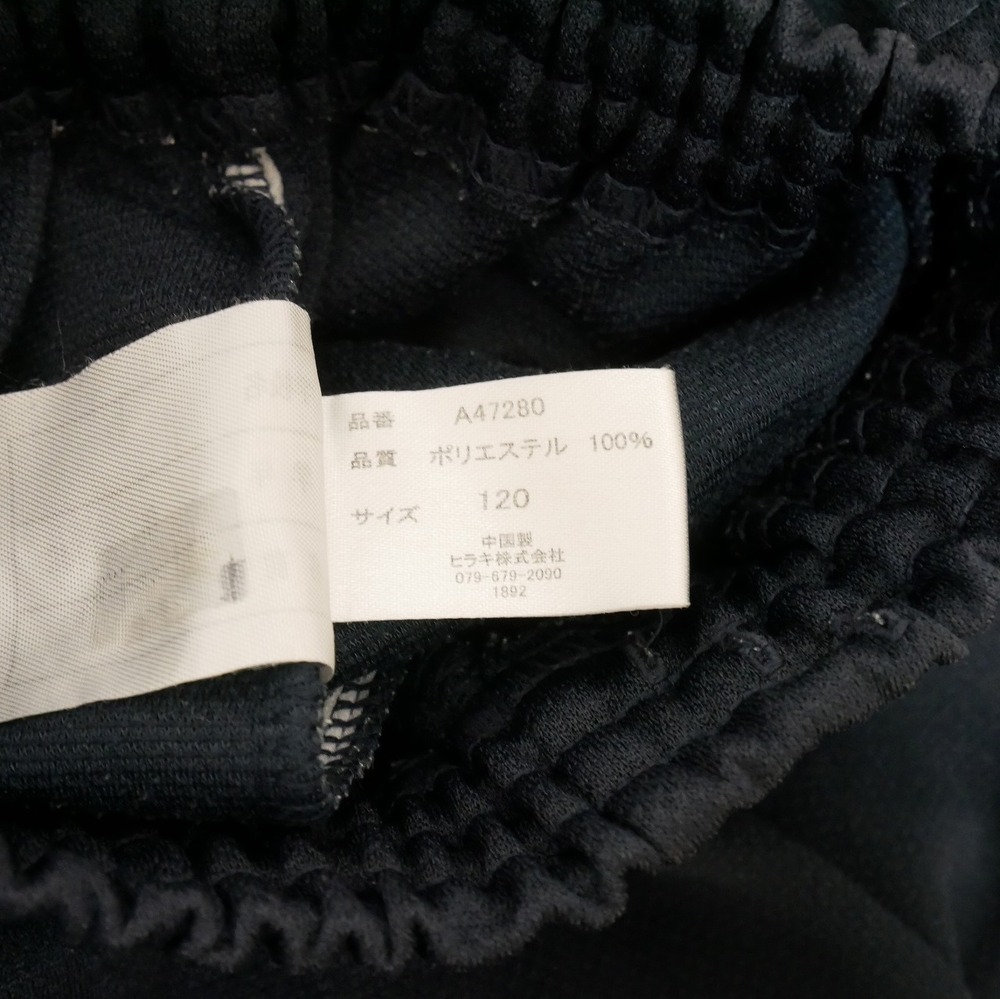 品番 A47280
品質 ポリエステル 100%
サイズ 120
中国製
ヒラキ株式会社
079-679-2090
1892